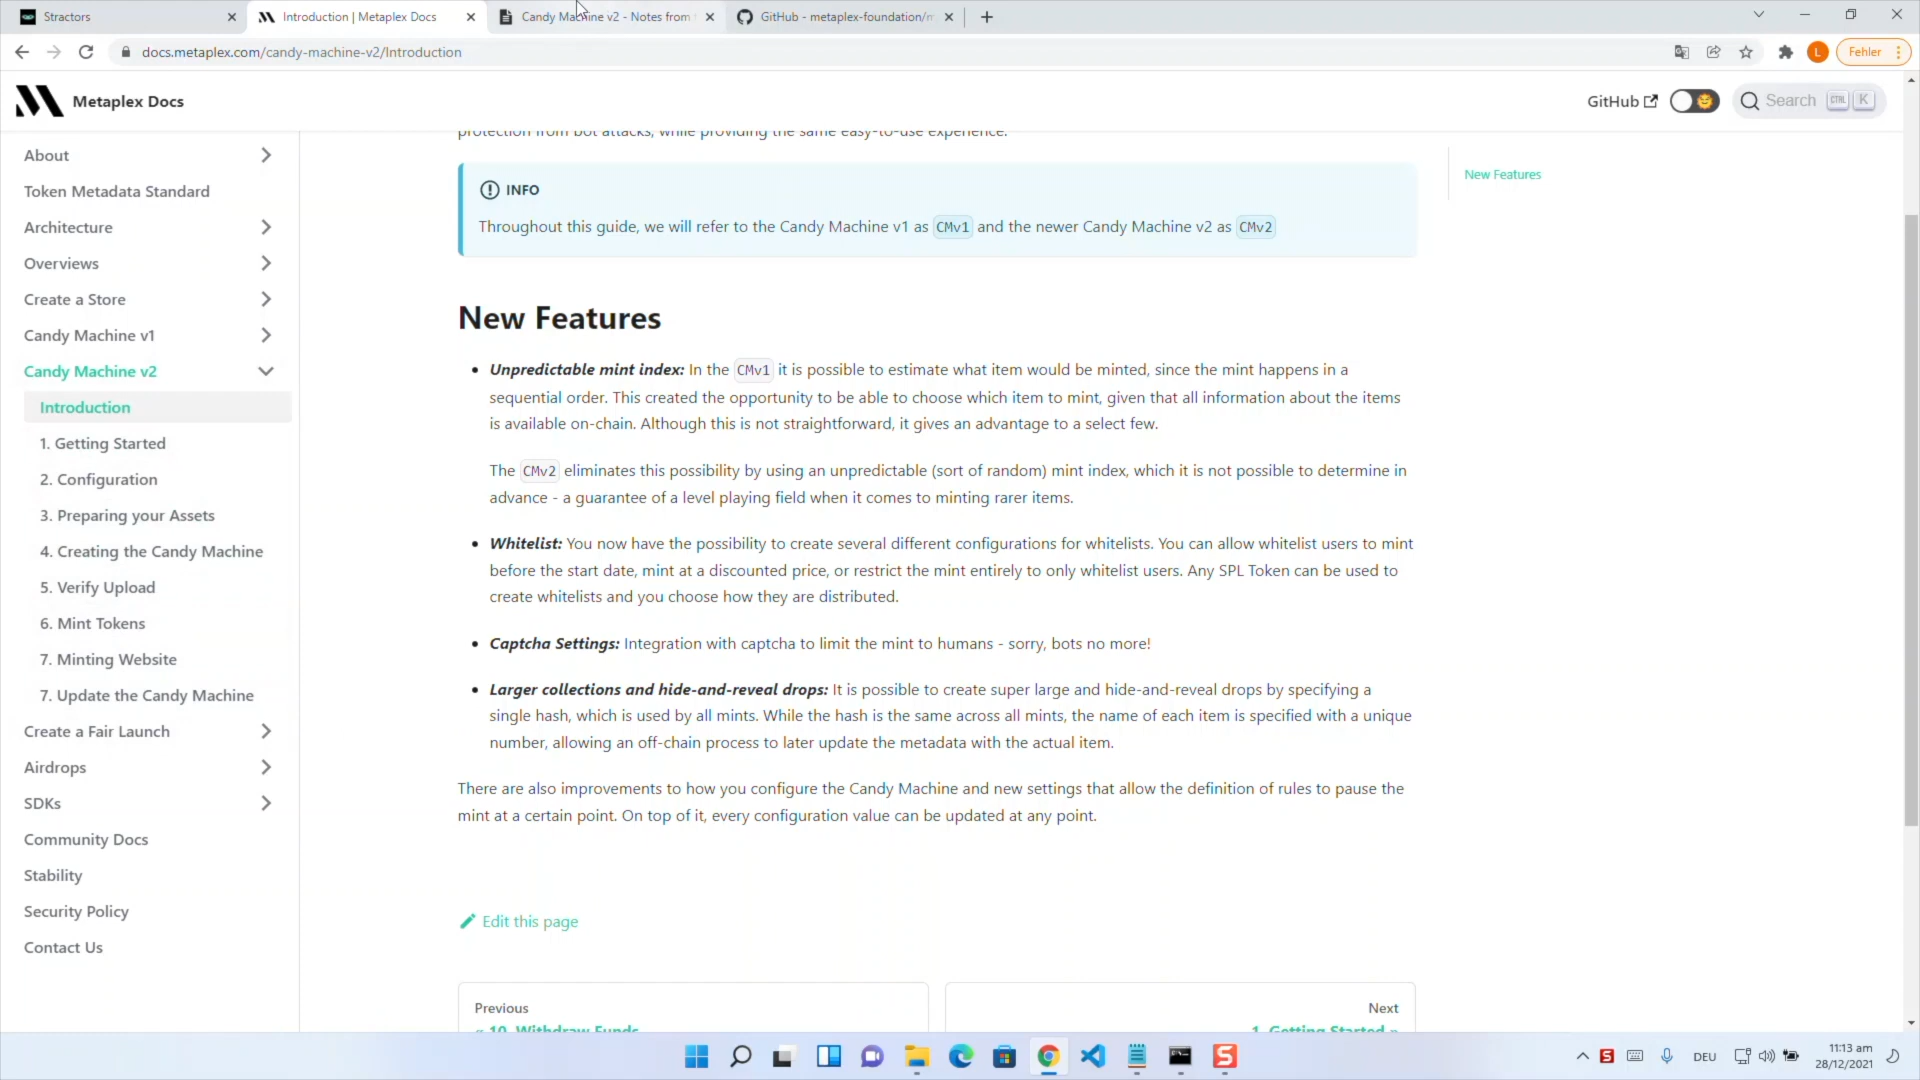 Stractors
Introduction | Metaplex Docs
Candy Machine v2 - Notes from
GitHub - metaplex-foundation/m
docs.metaplex.com/candy-machine-v2/Introduction
L
Fehler
Metaplex Docs
GitHub
Search
CTRL
K
About
Token Metadata Standard
Architecture
Overviews
Create a Store
Candy Machine v1
Candy Machine v2
Introduction
1. Getting Started
2. Configuration
3. Preparing your Assets
4. Creating the Candy Machine
5. Verify Upload
6. Mint Tokens
7. Minting Website
7. Update the Candy Machine
Create a Fair Launch
Airdrops
SDKs
Community Docs
Stability
Security Policy
Contact Us
protection from bot attacks, while providing the same easy-to-use experience.
INFO
Throughout this guide, we will refer to the Candy Machine v1 as CMv1 and the newer Candy Machine v2 as CMv2
New Features
Unpredictable mint index: In the CMv1 it is possible to estimate what item would be minted, since the mint happens in a
sequential order. This created the opportunity to be able to choose which item to mint, given that all information about the items
is available on-chain. Although this is not straightforward, it gives an advantage to a select few.
The CMv2 eliminates this possibility by using an unpredictable (sort of random) mint index, which it is not possible to determine in
advance - a guarantee of a level playing field when it comes to minting rarer items.
Whitelist: You now have the possibility to create several different configurations for whitelists. You can allow whitelist users to mint
before the start date, mint at a discounted price, or restrict the mint entirely to only whitelist users. Any SPL Token can be used to
create whitelists and you choose how they are distributed.
Captcha Settings: Integration with captcha to limit the mint to humans - sorry, bots no more!
Larger collections and hide-and-reveal drops: It is possible to create super large and hide-and-reveal drops by specifying a
single hash, which is used by all mints. While the hash is the same across all mints, the name of each item is specified with a unique
number, allowing an off-chain process to later update the metadata with the actual item.
There are also improvements to how you configure the Candy Machine and new settings that allow the definition of rules to pause the
mint at a certain point. On top of it, every configuration value can be updated at any point.
Edit this page
Previous
« 10. Withdraw Funds
Next
1. Getting Started »
New Features
DEU
11:13 am
28/12/2021